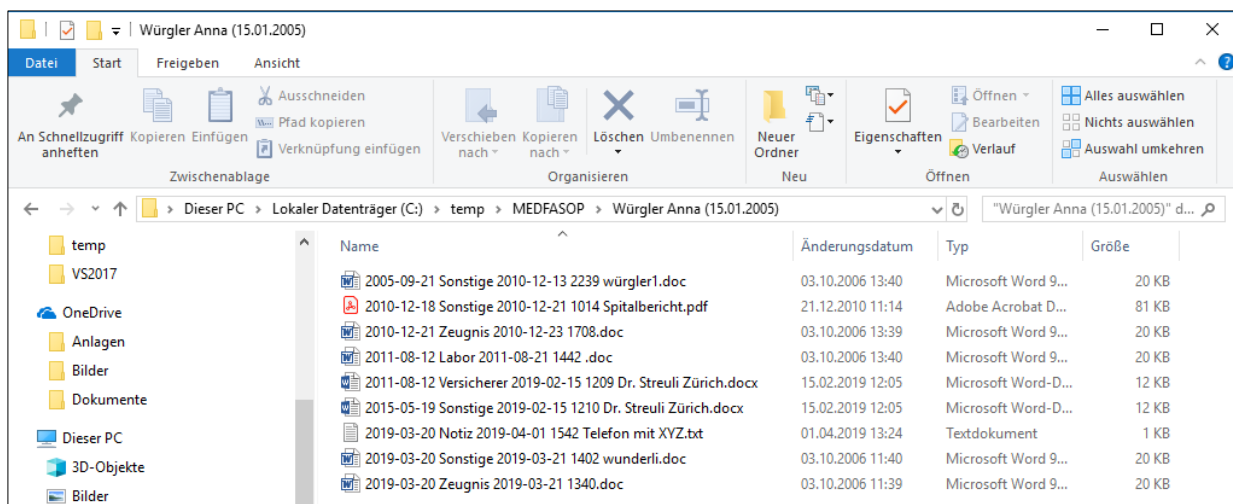 Würgler Anna (15.01.2005)
Datei Start Freigeben Ansicht
An Schnellzugriff anheften
Kopieren
Einfügen
Ausschneiden
Pfad kopieren
Verknüpfung einfügen
Zwischenablage
Verschieben nach
Kopieren nach
Löschen
Umbenennen
Organisieren
Neuer Ordner
Neu
Eigenschaften
Öffnen
Bearbeiten
Verlauf
Öffnen
Alles auswählen
Nichts auswählen
Auswahl umkehren
Auswählen
Dieser PC > Lokaler Datenträger (C:) > temp > MEDFASOP > Würgler Anna (15.01.2005)
"Würgler Anna (15.01.2005)" d...
temp
VS2017
OneDrive
Anlagen
Bilder
Dokumente
Dieser PC
3D-Objekte
Bilder
Name Änderungsdatum Typ Größe
2005-09-21 Sonstige 2010-12-13 2239 würgler1.doc 03.10.2006 13:40 Microsoft Word 9... 20 KB
2010-12-18 Sonstige 2010-12-21 1014 Spitalbericht.pdf 21.12.2010 11:14 Adobe Acrobat D... 81 KB
2010-12-21 Zeugnis 2010-12-23 1708.doc 03.10.2006 13:39 Microsoft Word 9... 20 KB
2011-08-12 Labor 2011-08-21 1442 .doc 03.10.2006 13:40 Microsoft Word 9... 20 KB
2011-08-12 Versicherer 2019-02-15 1209 Dr. Streuli Zürich.docx 15.02.2019 12:05 Microsoft Word-D... 12 KB
2015-05-19 Sonstige 2019-02-15 1210 Dr. Streuli Zürich.docx 15.02.2019 12:05 Microsoft Word-D... 12 KB
2019-03-20 Notiz 2019-04-01 1542 Telefon mit XYZ.txt 01.04.2019 13:24 Textdokument 1 KB
2019-03-20 Sonstige 2019-03-21 1402 wunderli.doc 03.10.2006 11:40 Microsoft Word 9... 20 KB
2019-03-20 Zeugnis 2019-03-21 1340.doc 03.10.2006 11:39 Microsoft Word 9... 20 KB